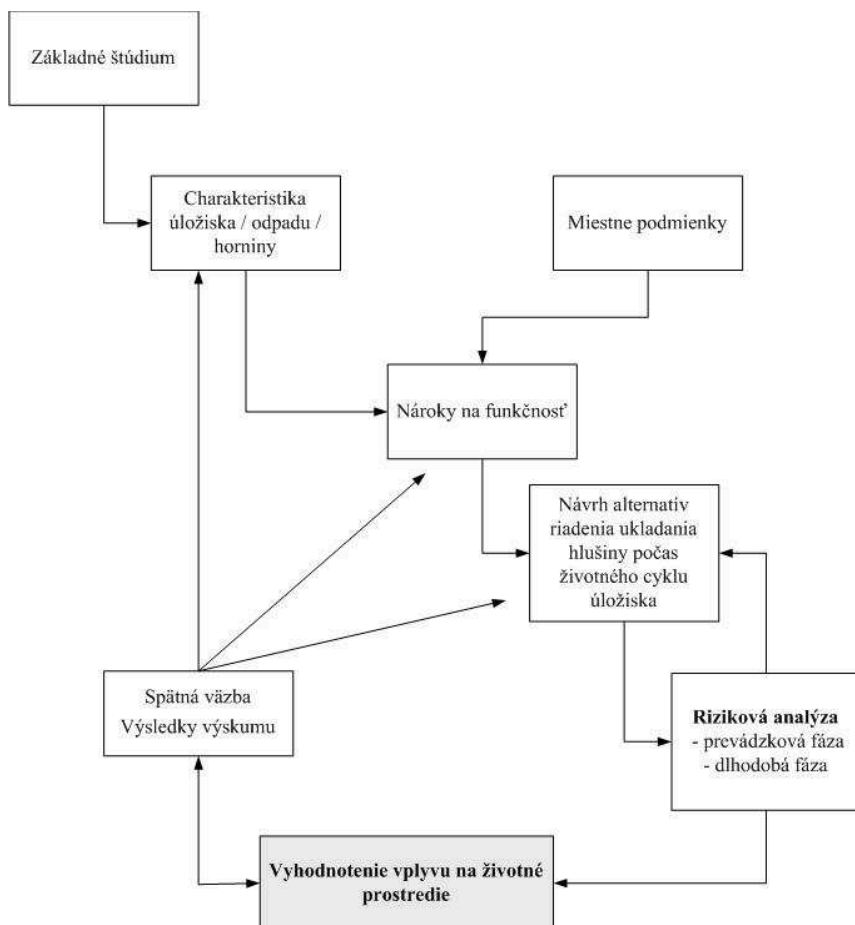 Základné štúdium
Charakteristika
úložiska / odpadu /
horniny
Miestne podmienky
Nároky na funkčnosť
Návrh alternatív
riadenia ukladania
hlušiny počas
životného cyklu
úložiska
Spätná väzba
Výsledky výskumu
Riziková analýza
- prevádzková fáza
- dlhodobá fáza
Vyhodnotenie vplyvu na životné
prostredie